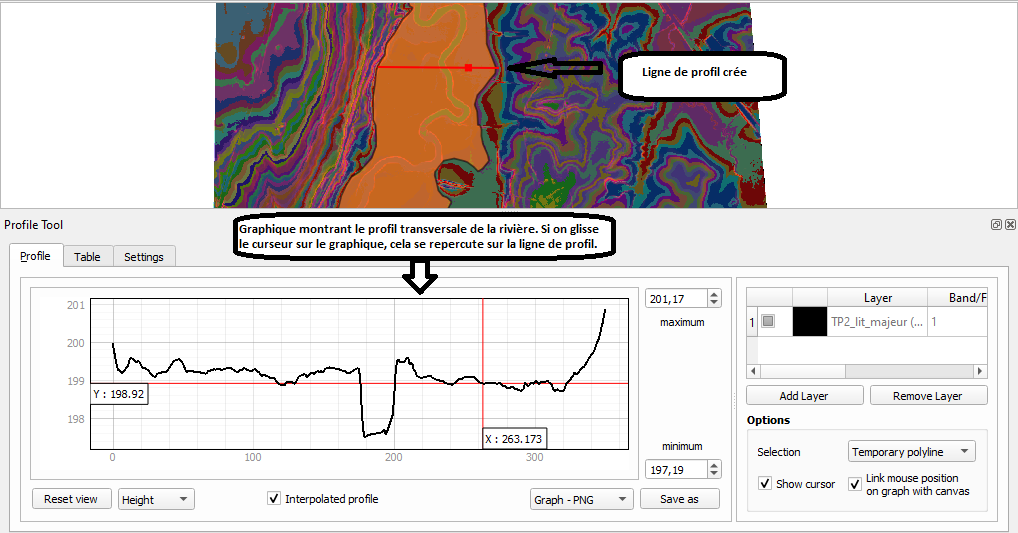 Ligne de profil crée
Profile Tool
Graphique montrant le profil transversale de la rivière. Si on glisse
le curseur sur le graphique, cela se repercute sur la ligne de profil.
Profile
Table
Settings
201
200
199
198
Y : 198.92
X : 263.173
0
100
200
300
201,17
maximum
minimum
197,19
Layer
Band/F
1
TP2_lit_majeur (...
1
Add Layer
Remove Layer
Options
Selection
Temporary polyline
Show cursor
Link mouse position
on graph with canvas
Reset view
Height
Interpolated profile
Graph - PNG
Save as